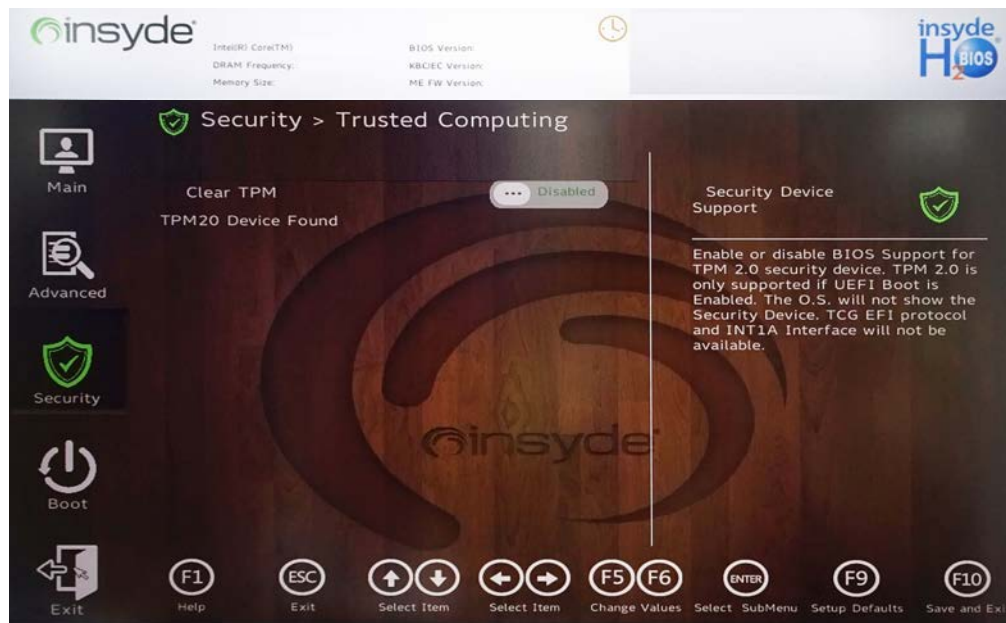 insyde
insyde
H2O BIOS
Intel(R) Core(TM)
BIOS Version:
DRAM Frequency:
KBC/EC Version:
Memory Size:
ME FW Version:
Security > Trusted Computing
Main
Advanced
Security
Boot
Exit
Clear TPM
Disabled
TPM20 Device Found
Security Device
Support
Enable or disable BIOS Support for
TPM 2.0 security device. TPM 2.0 is
only supported if UEFI Boot is
Enabled. The O.S. will not show the
Security Device. TCG EFI protocol
and INT1A Interface will not be
available.
insyde
F1
Help
ESC
Exit
Select Item
Select Item
F5 F6
Change Values
ENTER
Select SubMenu
F9
Setup Defaults
F10
Save and Exi